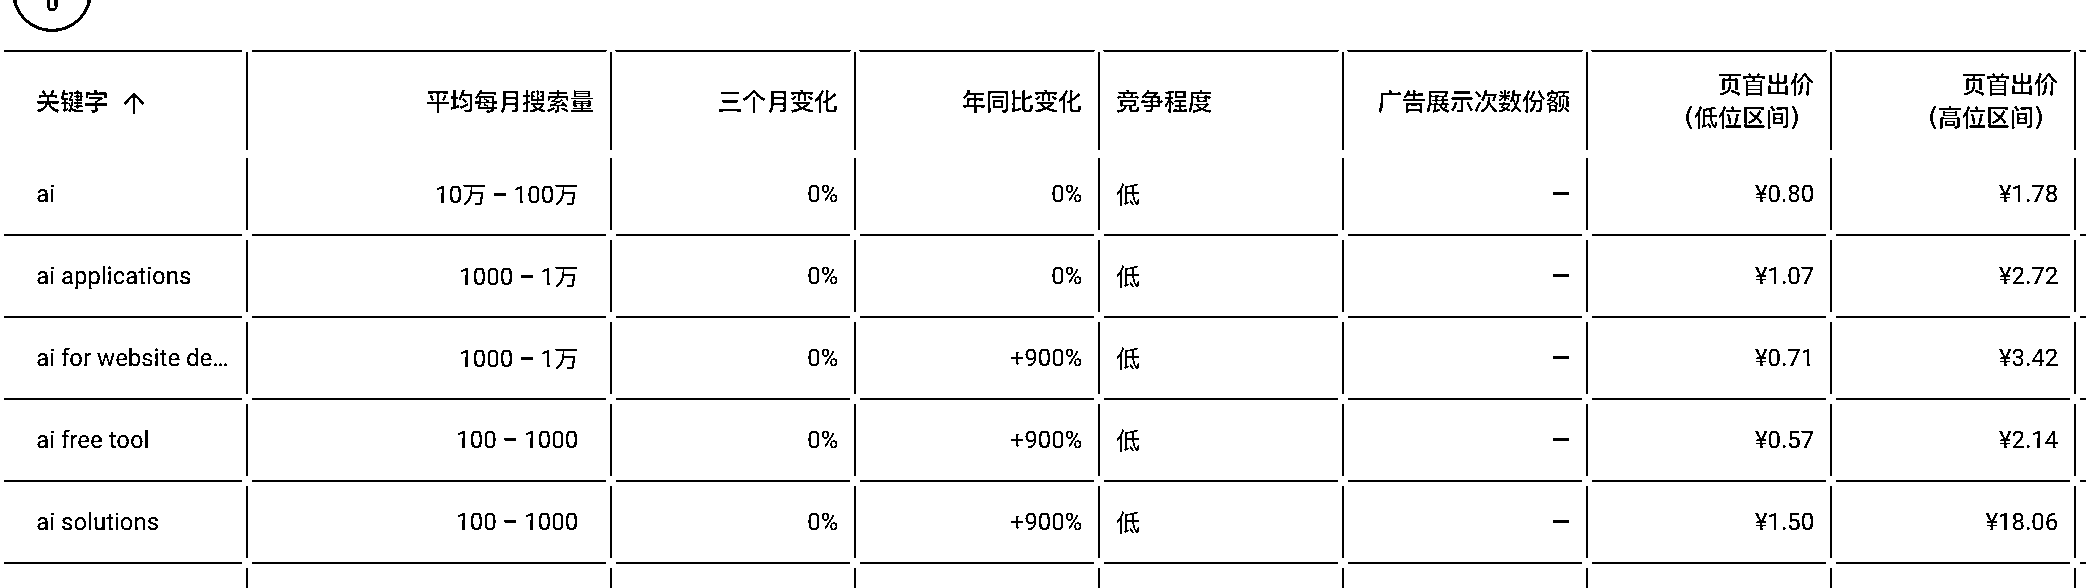 关键字 ↑ 平均每月搜索量 三个月变化 年同比变化 竞争程度 广告展示次数份额 页首出价（低位区间） 页首出价（高位区间）
ai 10万 – 100万 0% 0% 低 — ¥0.80 ¥1.78
ai applications 1000 – 1万 0% 0% 低 — ¥1.07 ¥2.72
ai for website de... 1000 – 1万 0% +900% 低 — ¥0.71 ¥3.42
ai free tool 100 – 1000 0% +900% 低 — ¥0.57 ¥2.14
ai solutions 100 – 1000 0% +900% 低 — ¥1.50 ¥18.06